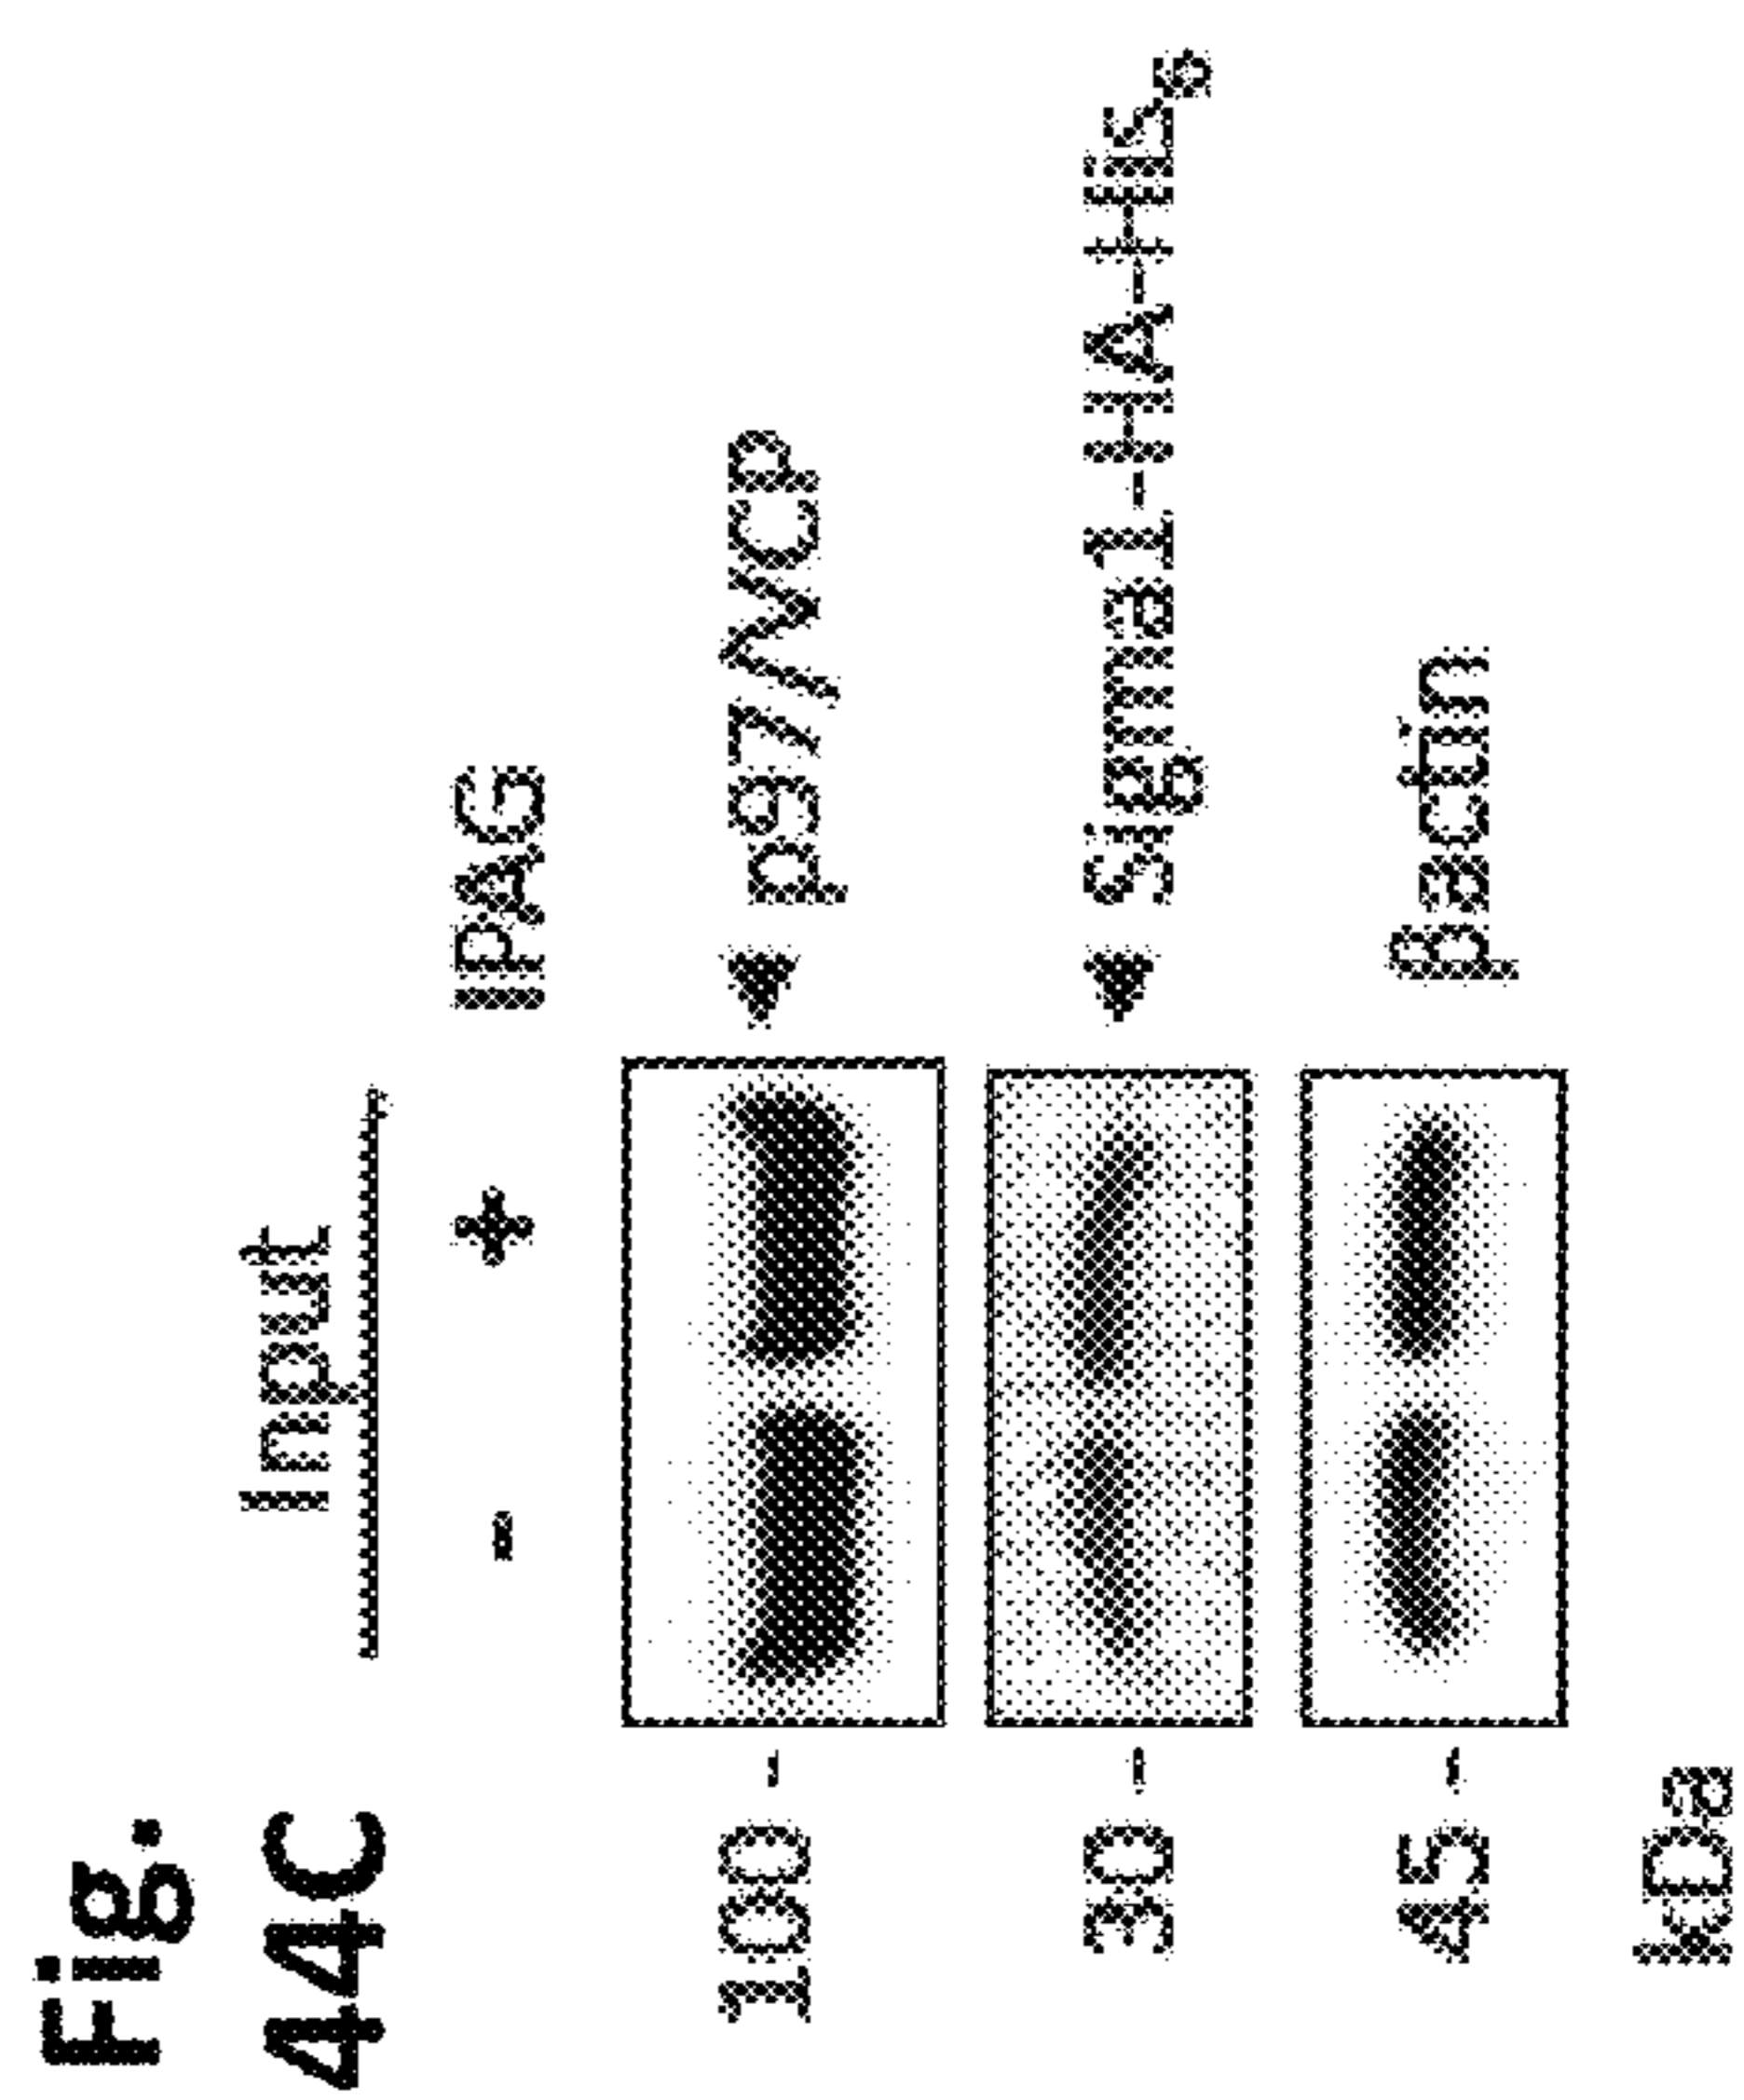 Fig.
44C
Input
- + IPAG
100 - p97/VCP
30 - Sigma1-HA-His6
45 - βactin
kDa